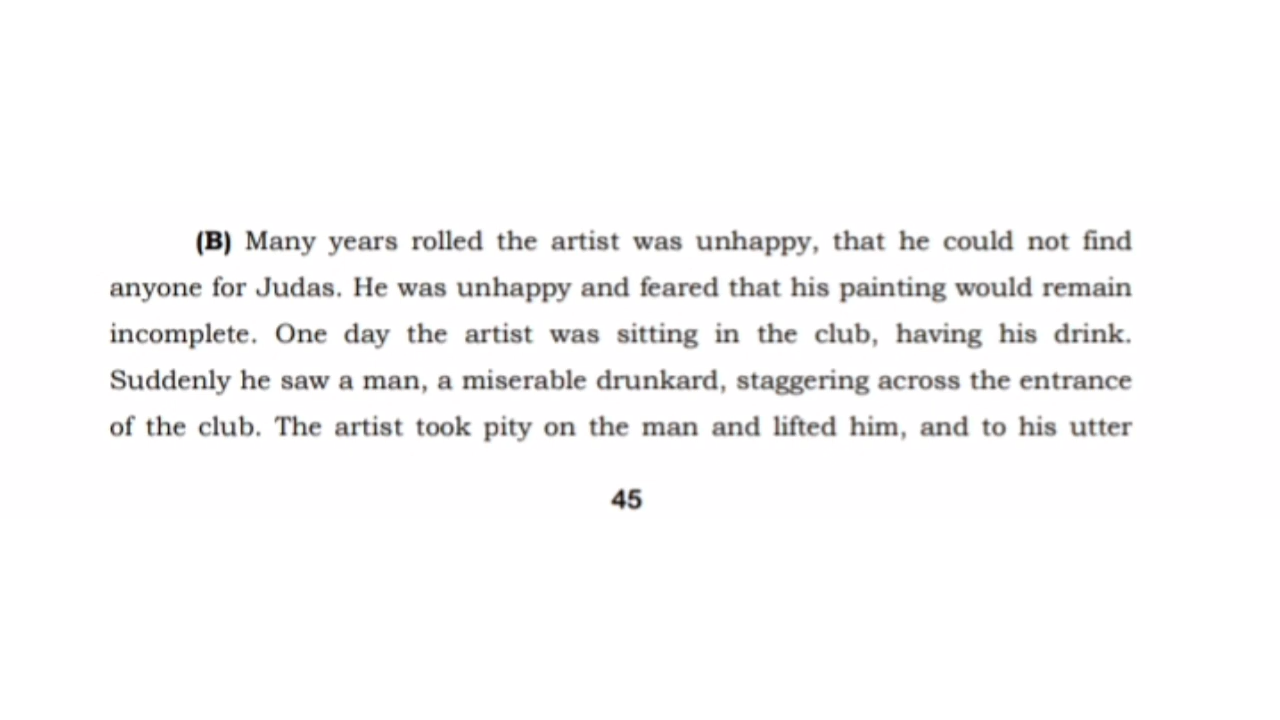 (B) Many years rolled the artist was unhappy, that he could not find
anyone for Judas. He was unhappy and feared that his painting would remain
incomplete. One day the artist was sitting in the club, having his drink.
Suddenly he saw a man, a miserable drunkard, staggering across the entrance
of the club. The artist took pity on the man and lifted him, and to his utter
45